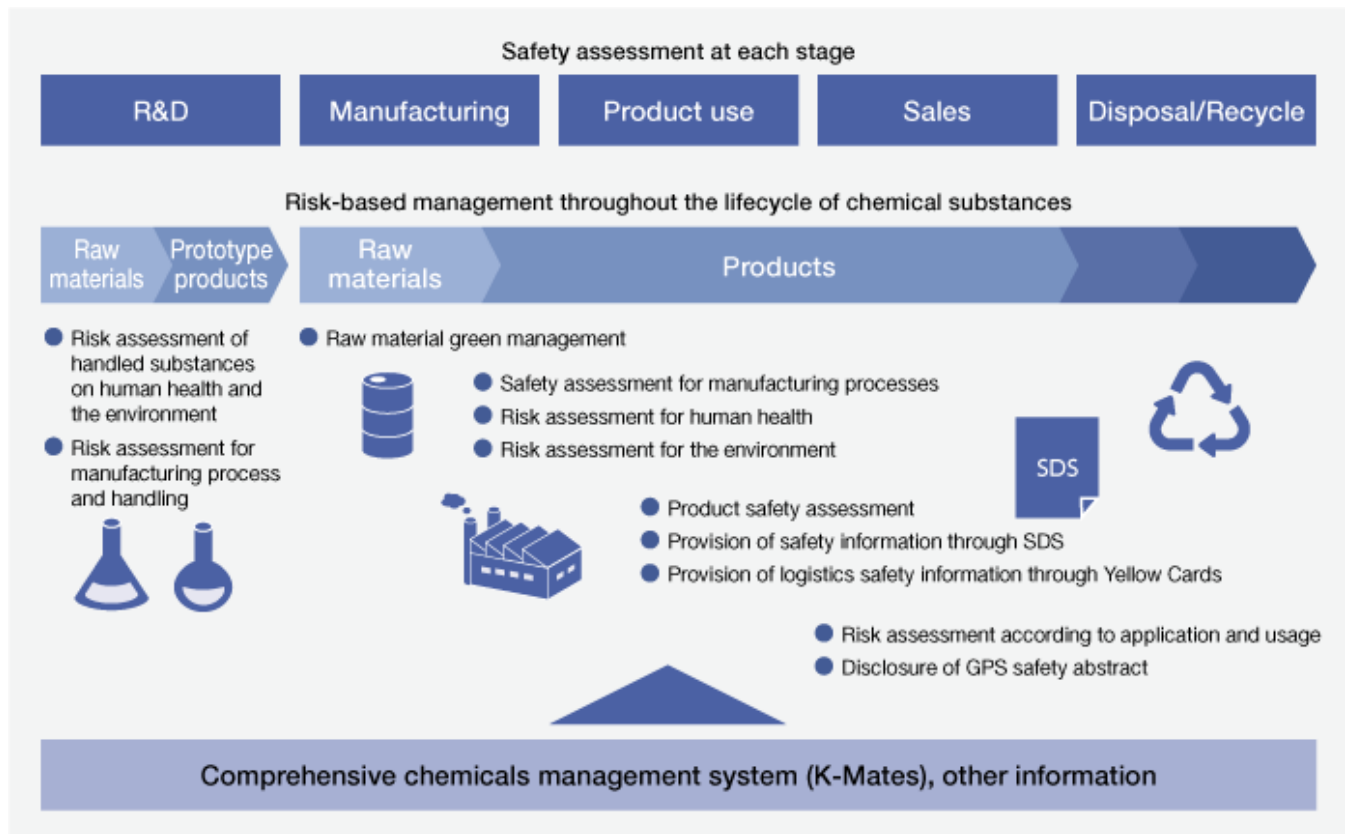 Safety assessment at each stage
R&D
Manufacturing
Product use
Sales
Disposal/Recycle
Risk-based management throughout the lifecycle of chemical substances
Raw
materials
Prototype
products
Raw
materials
Products
Risk assessment of
handled substances
on human health and
the environment
Risk assessment for
manufacturing process
and handling
Raw material green management
Safety assessment for manufacturing processes
Risk assessment for human health
Risk assessment for the environment
SDS
Product safety assessment
Provision of safety information through SDS
Provision of logistics safety information through Yellow Cards
Risk assessment according to application and usage
Disclosure of GPS safety abstract
Comprehensive chemicals management system (K-Mates), other information